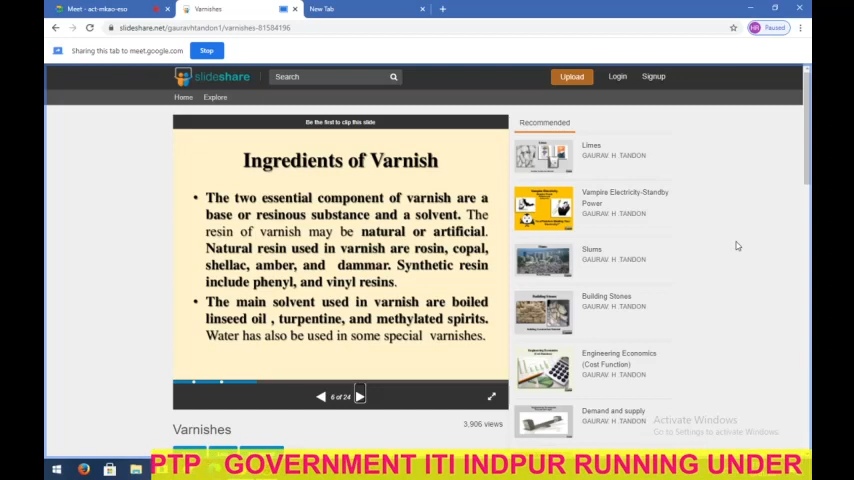 Meet - act-mkao-eso
Varnishes
New Tab
slideshare.net/gauravhtandon1/varnishes-81584196
Paused
Sharing this tab to meet.google.com
Stop
slideshare
Search
Upload
Login
Signup
Home
Explore
Be the first to clip this slide
Ingredients of Varnish
• The two essential component of varnish are a
base or resinous substance and a solvent. The
resin of varnish may be natural or artificial.
Natural resin used in varnish are rosin, copal,
shellac, amber, and dammar. Synthetic resin
include phenyl, and vinyl resins.
• The main solvent used in varnish are boiled
linseed oil , turpentine, and methylated spirits.
Water has also be used in some special varnishes.
6 of 24
Varnishes
3,906 views
Recommended
Limes
GAURAV. H .TANDON
Vampire Electricity-Standby
Power
GAURAV. H .TANDON
Slums
GAURAV. H .TANDON
Building Stones
GAURAV. H .TANDON
Engineering Economics
(Cost Function)
GAURAV. H .TANDON
Demand and supply
GAURAV. H .TANDON
Activate Windows
Go to Settings to activate Windows.
PTP GOVERNMENT ITI INDPUR RUNNING UNDER